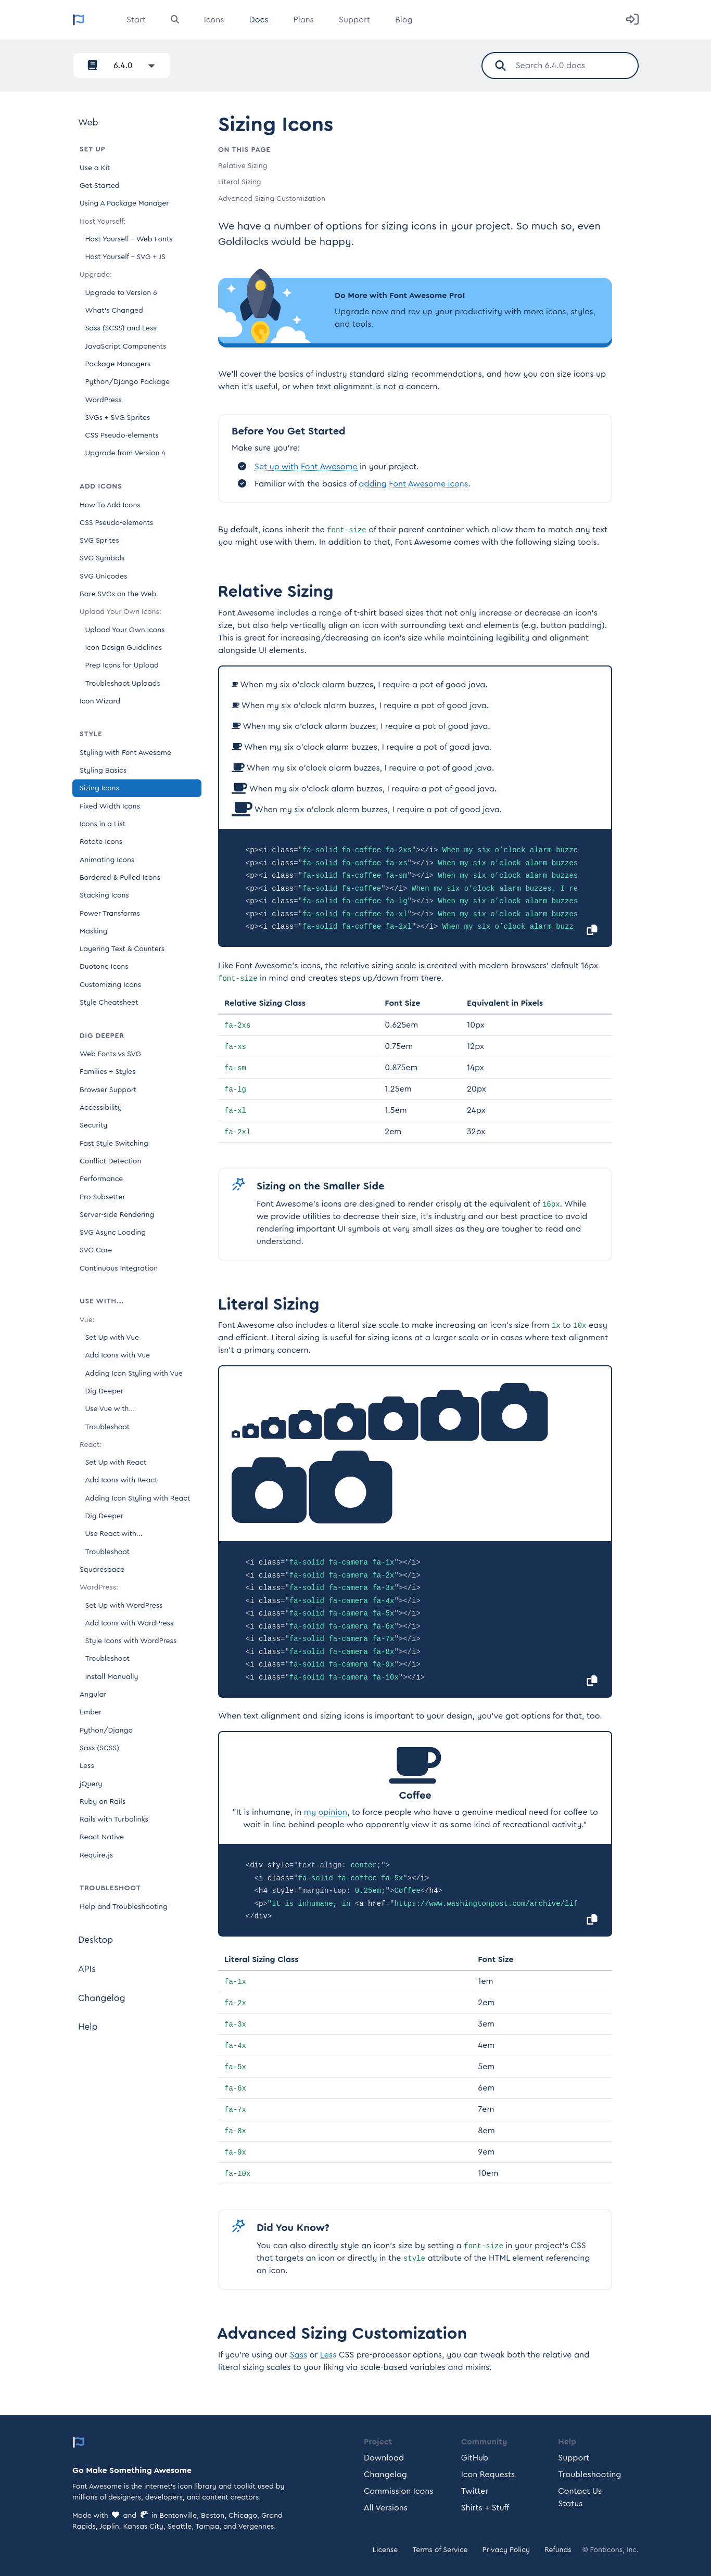 Start
Icons
Docs
Plans
Support
Blog
6.4.0
Search 6.4.0 docs
Web
SET UP
Use a Kit
Get Started
Using A Package Manager
Host Yourself:
Host Yourself – Web Fonts
Host Yourself – SVG + JS
Upgrade:
Upgrade to Version 6
What's Changed
Sass (SCSS) and Less
JavaScript Components
Package Managers
Python/Django Package
WordPress
SVGs + SVG Sprites
CSS Pseudo-elements
Upgrade from Version 4
ADD ICONS
How To Add Icons
CSS Pseudo-elements
SVG Sprites
SVG Symbols
SVG Unicodes
Bare SVGs on the Web
Upload Your Own Icons:
Upload Your Own Icons
Icon Design Guidelines
Prep Icons for Upload
Troubleshoot Uploads
Icon Wizard
STYLE
Styling with Font Awesome
Styling Basics
Sizing Icons
Fixed Width Icons
Icons in a List
Rotate Icons
Animating Icons
Bordered & Pulled Icons
Stacking Icons
Power Transforms
Masking
Layering Text & Counters
Duotone Icons
Customizing Icons
Style Cheatsheet
DIG DEEPER
Web Fonts vs SVG
Families + Styles
Browser Support
Accessibility
Security
Fast Style Switching
Conflict Detection
Performance
Pro Subsetter
Server-side Rendering
SVG Async Loading
SVG Core
Continuous Integration
USE WITH...
Vue:
Set Up with Vue
Add Icons with Vue
Adding Icon Styling with Vue
Dig Deeper
Use Vue with...
Troubleshoot
React:
Set Up with React
Add Icons with React
Adding Icon Styling with React
Dig Deeper
Use React with...
Troubleshoot
Squarespace
WordPress:
Set Up with WordPress
Add Icons with WordPress
Style Icons with WordPress
Troubleshoot
Install Manually
Angular
Ember
Python/Django
Sass (SCSS)
Less
jQuery
Ruby on Rails
Rails with Turbolinks
React Native
Require.js
TROUBLESHOOT
Help and Troubleshooting
Desktop
APIs
Changelog
Help
Sizing Icons
ON THIS PAGE
Relative Sizing
Literal Sizing
Advanced Sizing Customization
We have a number of options for sizing icons in your project. So much so, even
Goldilocks would be happy.
Do More with Font Awesome Pro!
Upgrade now and rev up your productivity with more icons, styles,
and tools.
We'll cover the basics of industry standard sizing recommendations, and how you can size icons up
when it's useful, or when text alignment is not a concern.
Before You Get Started
Make sure you're:
Set up with Font Awesome in your project.
Familiar with the basics of adding Font Awesome icons.
By default, icons inherit the font-size of their parent container which allow them to match any text
you might use with them. In addition to that, Font Awesome comes with the following sizing tools.
Relative Sizing
Font Awesome includes a range of t-shirt based sizes that not only increase or decrease an icon's
size, but also help vertically align an icon with surrounding text and elements (e.g. button padding).
This is great for increasing/decreasing an icon's size while maintaining legibility and alignment
alongside UI elements.
When my six o'clock alarm buzzes, I require a pot of good java.
When my six o'clock alarm buzzes, I require a pot of good java.
When my six o'clock alarm buzzes, I require a pot of good java.
When my six o'clock alarm buzzes, I require a pot of good java.
When my six o'clock alarm buzzes, I require a pot of good java.
When my six o'clock alarm buzzes, I require a pot of good java.
When my six o'clock alarm buzzes, I require a pot of good java.
<p><i class="fa-solid fa-coffee fa-2xs"></i> When my six o'clock alarm buzze
<p><i class="fa-solid fa-coffee fa-xs"></i> When my six o'clock alarm buzzes
<p><i class="fa-solid fa-coffee fa-sm"></i> When my six o'clock alarm buzzes
<p><i class="fa-solid fa-coffee"></i> When my six o'clock alarm buzzes, I re
<p><i class="fa-solid fa-coffee fa-lg"></i> When my six o'clock alarm buzzes
<p><i class="fa-solid fa-coffee fa-xl"></i> When my six o'clock alarm buzzes
<p><i class="fa-solid fa-coffee fa-2xl"></i> When my six o'clock alarm buzz
Like Font Awesome's icons, the relative sizing scale is created with modern browsers' default 16px
font-size in mind and creates steps up/down from there.
Relative Sizing Class Font Size Equivalent in Pixels
fa-2xs 0.625em 10px
fa-xs 0.75em 12px
fa-sm 0.875em 14px
fa-lg 1.25em 20px
fa-xl 1.5em 24px
fa-2xl 2em 32px
Sizing on the Smaller Side
Font Awesome's icons are designed to render crisply at the equivalent of 16px. While
we provide utilities to decrease their size, it's industry and our best practice to avoid
rendering important UI symbols at very small sizes as they are tougher to read and
understand.
Literal Sizing
Font Awesome also includes a literal size scale to make increasing an icon's size from 1x to 10x easy
and efficient. Literal sizing is useful for sizing icons at a larger scale or in cases where text alignment
isn't a primary concern.
<i class="fa-solid fa-camera fa-1x"></i>
<i class="fa-solid fa-camera fa-2x"></i>
<i class="fa-solid fa-camera fa-3x"></i>
<i class="fa-solid fa-camera fa-4x"></i>
<i class="fa-solid fa-camera fa-5x"></i>
<i class="fa-solid fa-camera fa-6x"></i>
<i class="fa-solid fa-camera fa-7x"></i>
<i class="fa-solid fa-camera fa-8x"></i>
<i class="fa-solid fa-camera fa-9x"></i>
<i class="fa-solid fa-camera fa-10x"></i>
When text alignment and sizing icons is important to your design, you've got options for that, too.
Coffee
"It is inhumane, in my opinion, to force people who have a genuine medical need for coffee to
wait in line behind people who apparently view it as some kind of recreational activity."
<div style="text-align: center;">
<i class="fa-solid fa-coffee fa-5x"></i>
<h4 style="margin-top: 0.25em;">Coffee</h4>
<p>"It is inhumane, in <a href="https://www.washingtonpost.com/archive/lif
</div>
Literal Sizing Class Font Size
fa-1x 1em
fa-2x 2em
fa-3x 3em
fa-4x 4em
fa-5x 5em
fa-6x 6em
fa-7x 7em
fa-8x 8em
fa-9x 9em
fa-10x 10em
Did You Know?
You can also directly style an icon's size by setting a font-size in your project's CSS
that targets an icon or directly in the style attribute of the HTML element referencing
an icon.
Advanced Sizing Customization
If you're using our Sass or Less CSS pre-processor options, you can tweak both the relative and
literal sizing scales to your liking via scale-based variables and mixins.
Go Make Something Awesome
Font Awesome is the internet's icon library and toolkit used by
millions of designers, developers, and content creators.
Made with and in Bentonville, Boston, Chicago, Grand
Rapids, Joplin, Kansas City, Seattle, Tampa, and Vergennes.
Project
Download
Changelog
Commission Icons
All Versions
Community
GitHub
Icon Requests
Twitter
Shirts + Stuff
Help
Support
Troubleshooting
Contact Us
Status
License
Terms of Service
Privacy Policy
Refunds
© Fonticons, Inc.